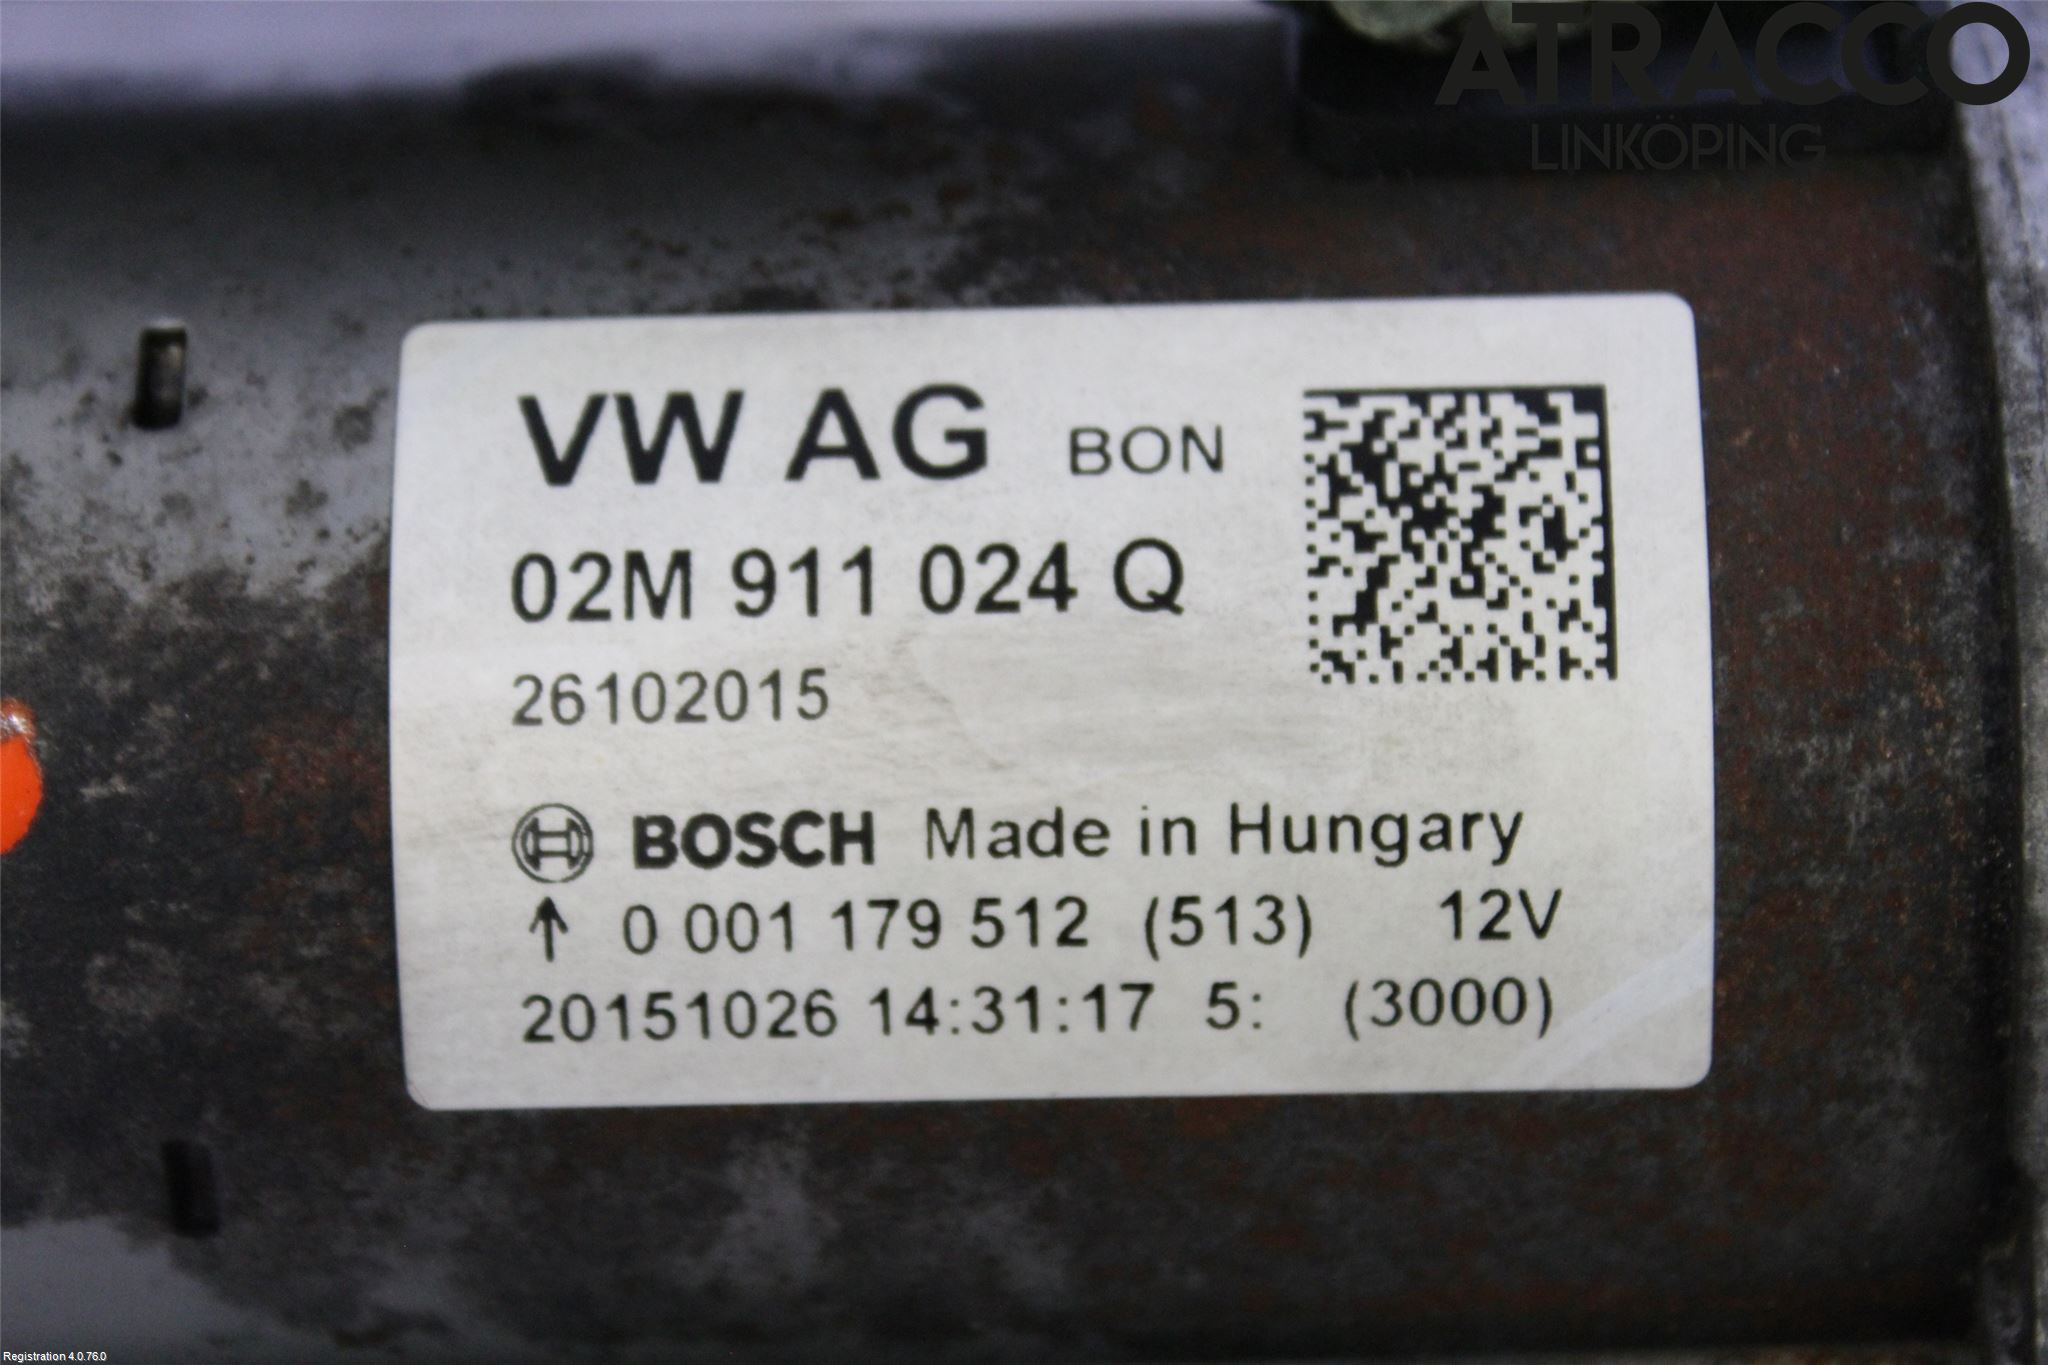 ATRACCO
LINKÖPING
VW AG BON
02M 911 024 Q
26102015
BOSCH Made in Hungary
↑ 0 001 179 512 (513) 12V
20151026 14:31:17 5: (3000)
Registration 4.0.76.0